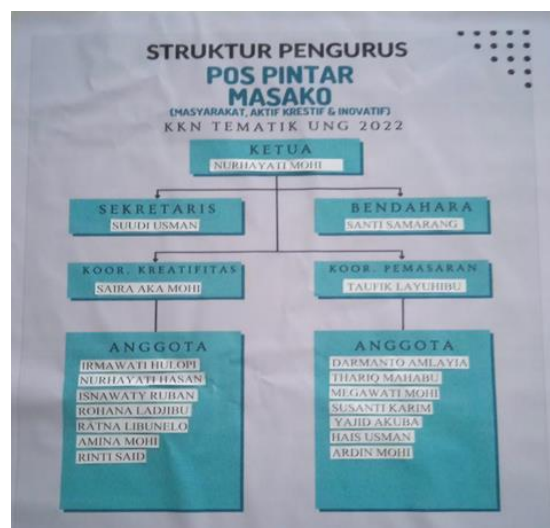 STRUKTUR PENGURUS
POS PINTAR
MASAKO
(MASYARAKAT, AKTIF KRESTIF & INOVATIF)
KKN TEMATIK UNG 2022
KETUA
NURHAYATI MOHI
SEKRETARIS
SUUDI USMAN
BENDAHARA
SANTI SAMARANG
KOOR. KREATIFITAS
SAIRA AKA MOHI
KOOR. PEMASARAN
TAUFIK LAYUHIBU
ANGGOTA
IRMAWATI HULOPI
NURHAYATI HASAN
ISNAWATY RUBAN
ROHANA LADJIBU
RATNA LIBUNELO
AMINA MOHI
RINTI SAID
ANGGOTA
DARMANTO AMLAYIA
THARIQ MAHABU
MEGAWATI MOHI
SUSANTI KARIM
YAJID AKUBA
HAIS USMAN
ARDIN MOHI